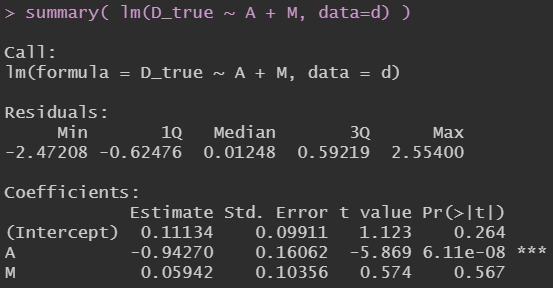 > summary( lm(D_true ~ A + M, data=d) )
Call:
lm(formula = D_true ~ A + M, data = d)
Residuals:
Min 1Q Median 3Q Max
-2.47208 -0.62476 0.01248 0.59219 2.55400
Coefficients:
Estimate Std. Error t value Pr(>|t|)
(Intercept) 0.11134 0.09911 1.123 0.264
A -0.94270 0.16062 -5.869 6.11e-08 ***
M 0.05942 0.10356 0.574 0.567